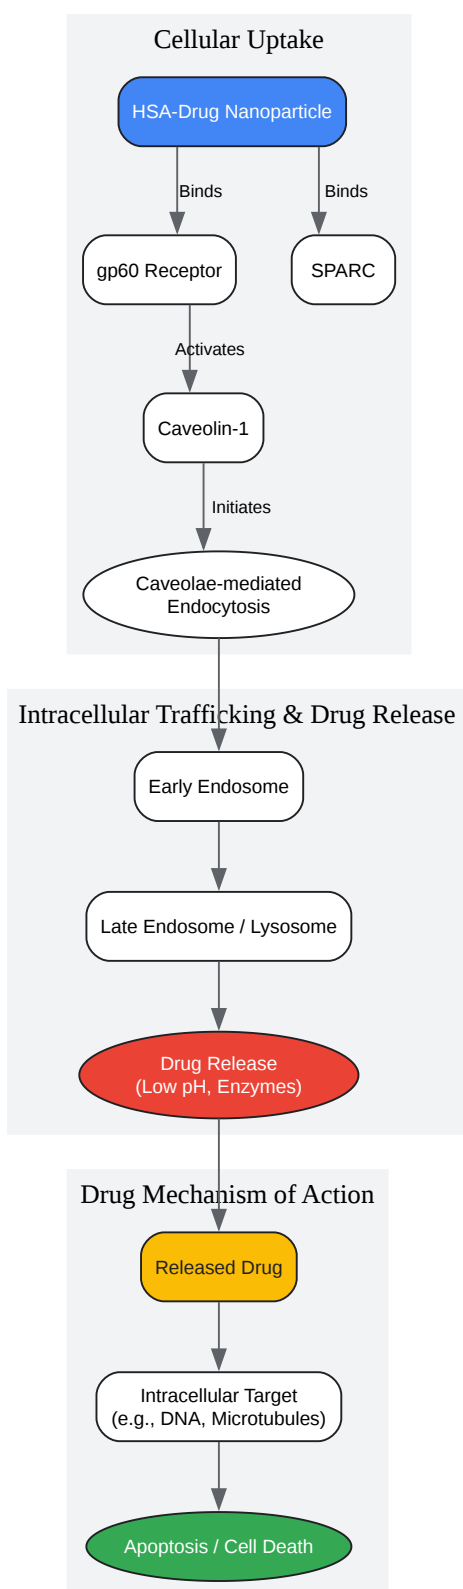 Cellular Uptake
HSA-Drug Nanoparticle
Binds
Binds
gp60 Receptor
SPARC
Activates
Caveolin-1
Initiates
Caveolae-mediated
Endocytosis
Intracellular Trafficking & Drug Release
Early Endosome
Late Endosome / Lysosome
Drug Release
(Low pH, Enzymes)
Drug Mechanism of Action
Released Drug
Intracellular Target
(e.g., DNA, Microtubules)
Apoptosis / Cell Death